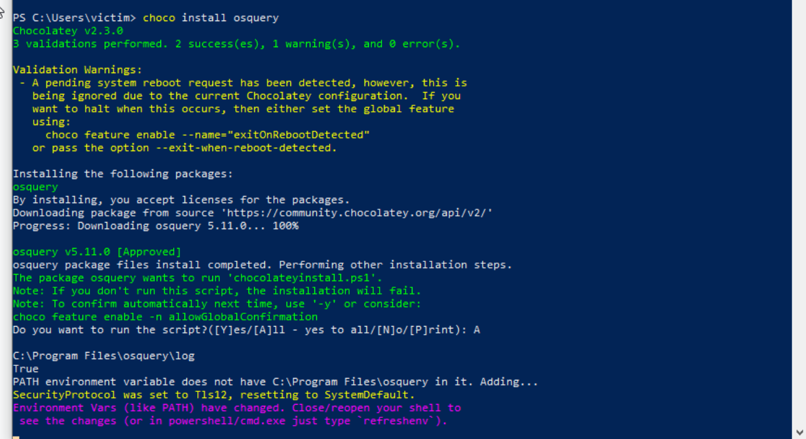 PS C:\Users\victim> choco install osquery
Chocolatey v2.3.0
3 validations performed. 2 success(es), 1 warning(s), and 0 error(s).
Validation Warnings:
- A pending system reboot request has been detected, however, this is
being ignored due to the current Chocolatey configuration.  If you
want to halt when this occurs, then either set the global feature
using:
choco feature enable --name="exitOnRebootDetected"
or pass the option --exit-when-reboot-detected.
Installing the following packages:
osquery
By installing, you accept licenses for the packages.
Downloading package from source 'https://community.chocolatey.org/api/v2/'
Progress: Downloading osquery 5.11.0... 100%
osquery v5.11.0 [Approved]
osquery package files install completed. Performing other installation steps.
The package osquery wants to run 'chocolateyinstall.ps1'.
Note: If you don't run this script, the installation will fail.
Note: To confirm automatically next time, use '-y' or consider:
choco feature enable -n allowGlobalConfirmation
Do you want to run the script?([Y]es/[A]ll - yes to all/[N]o/[P]rint): A
C:\Program Files\osquery\log
True
PATH environment variable does not have C:\Program Files\osquery in it. Adding...
SecurityProtocol was set to Tls12, resetting to SystemDefault.
Environment Vars (like PATH) have changed. Close/reopen your shell to
see the changes (or in powershell/cmd.exe just type `refreshenv`).